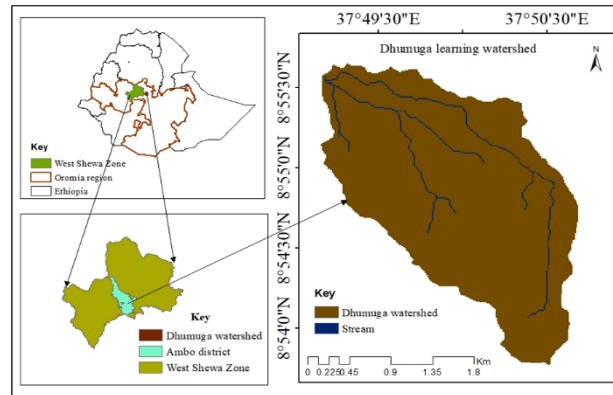 Key
West Shewa Zone
Oromia region
Ethiopia
Key
Dhumuga watershed
Ambo district
West Shewa Zone
37°49'30"E
37°50'30"E
Dhumuga learning watershed
N
8°55'30"N
8°55'0"N
8°54'30"N
8°54'0"N
Key
Dhumuga watershed
Stream
Km
0 0.225 0.45 0.9 1.35 1.8